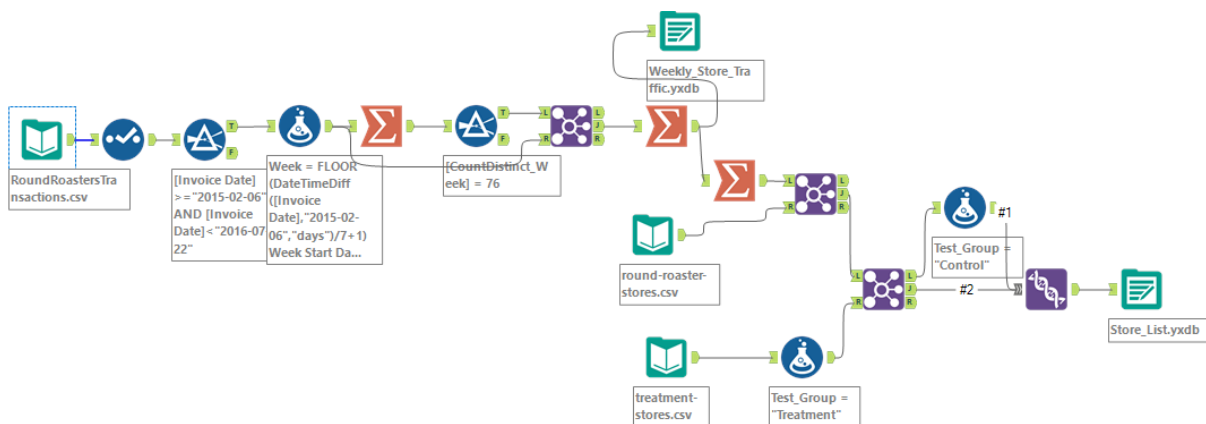 Weekly_Store_Tra
ffic.yxdb
RoundRoastersTra
nsactions.csv
T
F
[Invoice Date]
>="2015-02-06"
AND [Invoice
Date]<"2016-07
22"
Week = FLOOR
(DateTimeDiff
([Invoice
Date],"2015-02-
06","days")/7+1)
Week Start Da...
T
F
[CountDistinct_W
eek] = 76
L
R
L
J
R
L
R
L
J
R
round-roaster-
stores.csv
L
R
L
J
R
#1
Test_Group =
"Control"
#2
Store_List.yxdb
treatment-
stores.csv
Test_Group =
"Treatment"